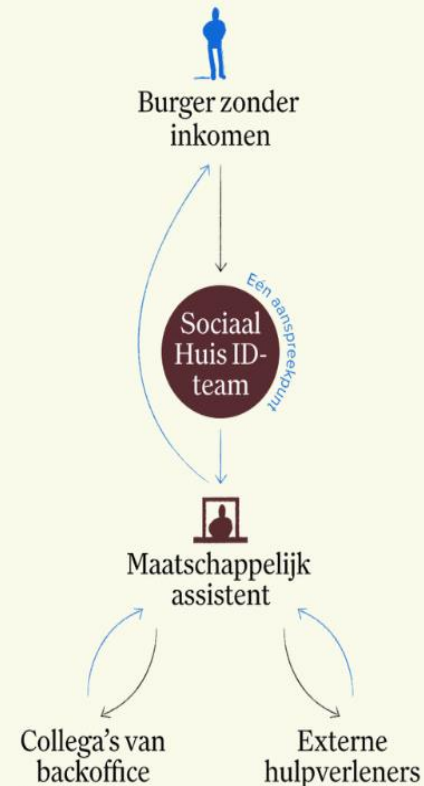 Burger zonder
inkomen
Eén aanspreekpunt
Sociaal
Huis ID-
team
Maatschappelijk
assistent
Collega's van
backoffice
Externe
hulpverleners